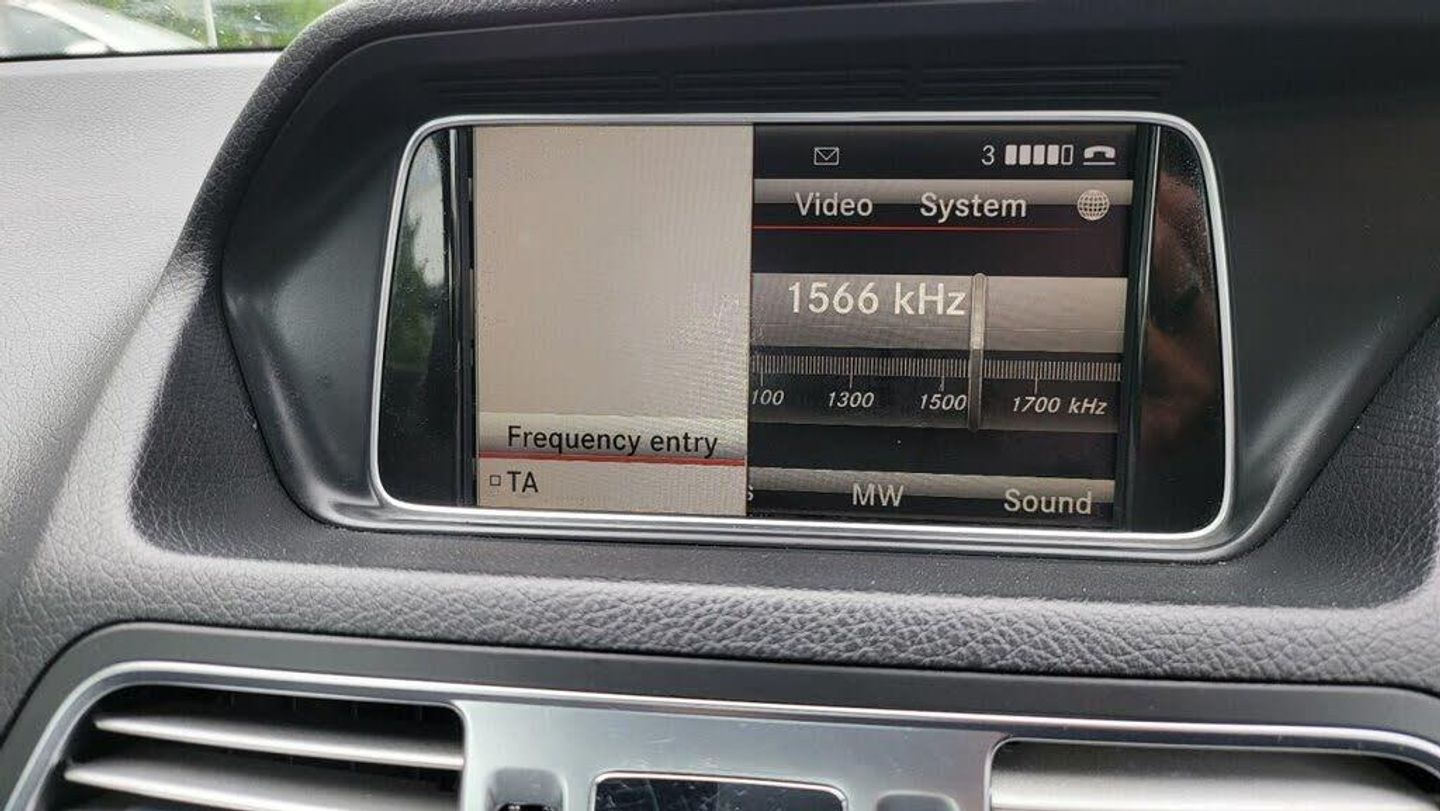 3
Video System
1566 kHz
100 1300 1500 1700 kHz
Frequency entry
TA
s MW Sound